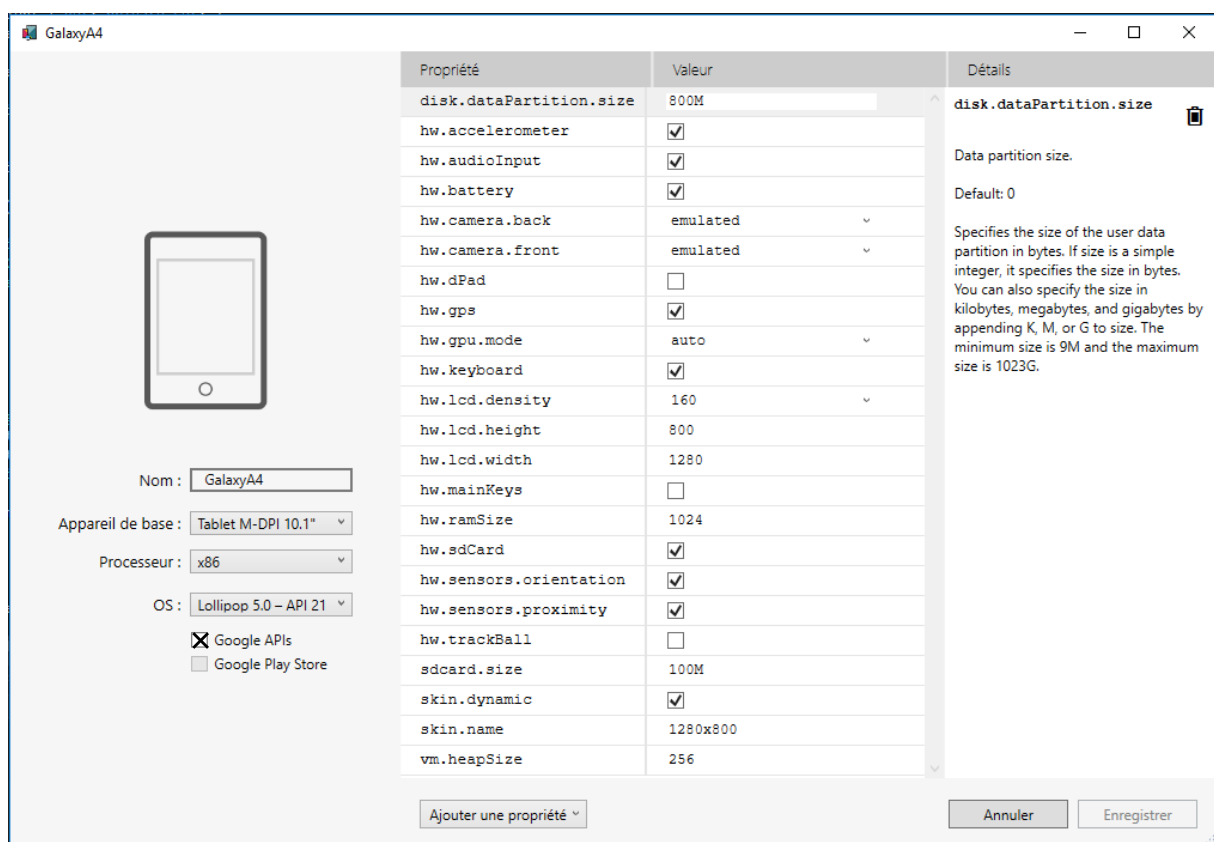 GalaxyA4
Propriété Valeur Détails
disk.dataPartition.size 800M
hw.accelerometer
hw.audioInput
hw.battery
hw.camera.back emulated
hw.camera.front emulated
hw.dPad
hw.gps
hw.gpu.mode auto
hw.keyboard
hw.lcd.density 160
hw.lcd.height 800
hw.lcd.width 1280
hw.mainKeys
hw.ramSize 1024
hw.sdCard
hw.sensors.orientation
hw.sensors.proximity
hw.trackBall
sdcard.size 100M
skin.dynamic
skin.name 1280x800
vm.heapSize 256
disk.dataPartition.size
Data partition size.
Default: 0
Specifies the size of the user data
partition in bytes. If size is a simple
integer, it specifies the size in bytes.
You can also specify the size in
kilobytes, megabytes, and gigabytes by
appending K, M, or G to size. The
minimum size is 9M and the maximum
size is 1023G.
Nom : GalaxyA4
Appareil de base : Tablet M-DPI 10.1"
Processeur : x86
OS : Lollipop 5.0 – API 21
Google APIs
Google Play Store
Ajouter une propriété
Annuler Enregistrer